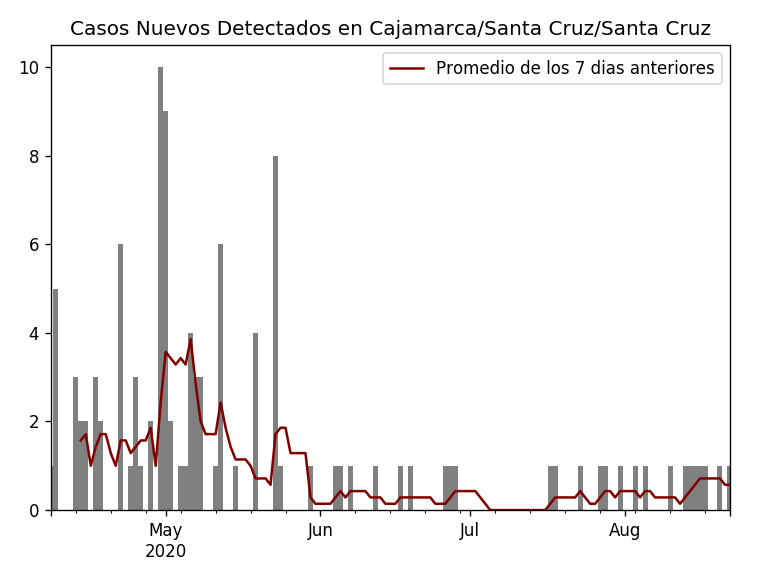 Casos Nuevos Detectados en Cajamarca/Santa Cruz/Santa Cruz
Promedio de los 7 dias anteriores
10
8
6
4
2
0
May Jun Jul Aug
2020